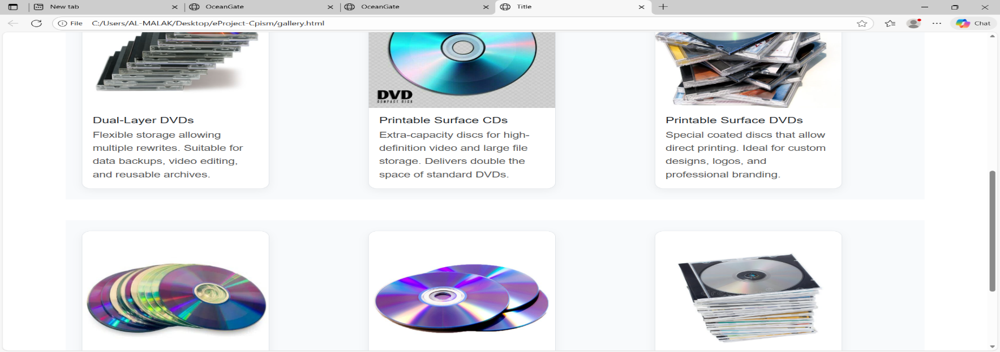 New tab
OceanGate
OceanGate
Title
File C:/Users/AL-MALAK/Desktop/eProject-Cpism/gallery.html
Chat
DVD
COMPACT DISK
Dual-Layer DVDs
Flexible storage allowing
multiple rewrites. Suitable for
data backups, video editing,
and reusable archives.
Printable Surface CDs
Extra-capacity discs for high-
definition video and large file
storage. Delivers double the
space of standard DVDs.
Printable Surface DVDs
Special coated discs that allow
direct printing. Ideal for custom
designs, logos, and
professional branding.